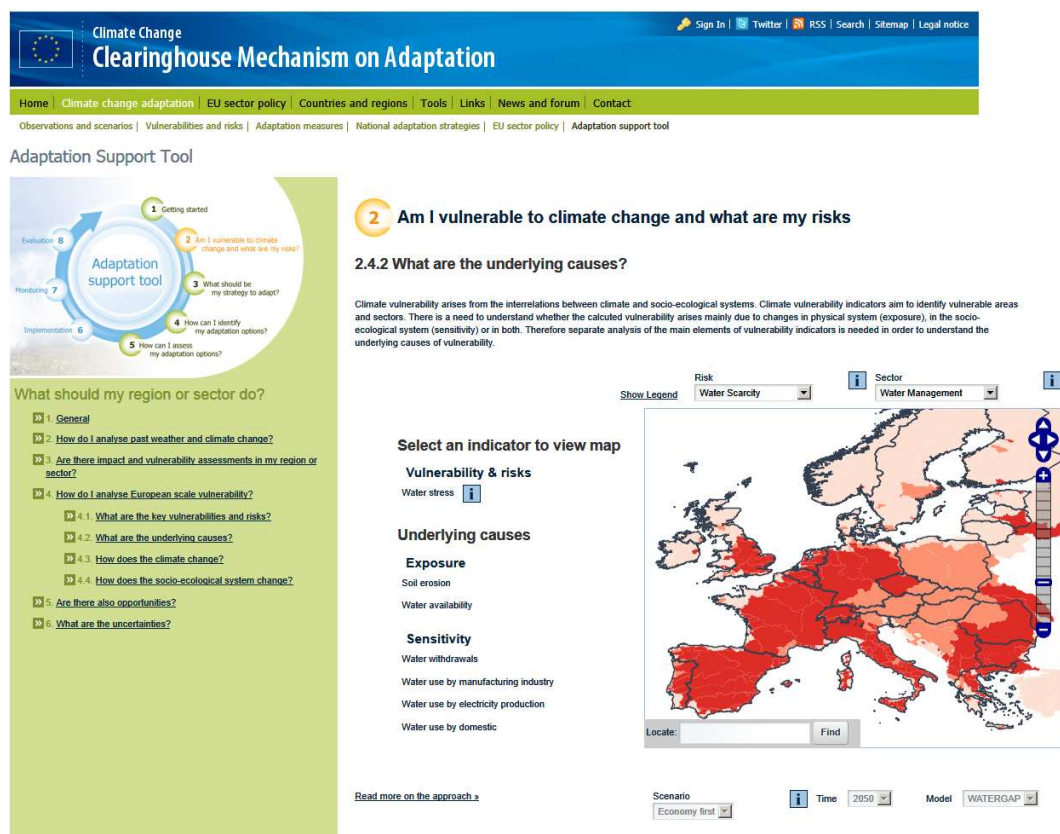 Climate Change
Clearinghouse Mechanism on Adaptation
Sign In | Twitter | RSS | Search | Sitemap | Legal notice
Home | Climate change adaptation | EU sector policy | Countries and regions | Tools | Links | News and forum | Contact
Observations and scenarios | Vulnerabilities and risks | Adaptation measures | National adaptation strategies | EU sector policy | Adaptation support tool
Adaptation Support Tool
Adaptation
support tool
1 Getting started
2 Am I vulnerable to climate
change and what are my risks?
3 What should be
my strategy to adapt?
4 How can I identify
my adaptation options?
5 How can I assess
my adaptation options?
Implementation 6
Monitoring 7
Evaluation 8
What should my region or sector do?
1. General
2. How do I analyse past weather and climate change?
3. Are there impact and vulnerability assessments in my region or
sector?
4. How do I analyse European scale vulnerability?
4.1. What are the key vulnerabilities and risks?
4.2. What are the underlying causes?
4.3. How does the climate change?
4.4. How does the socio-ecological system change?
5. Are there also opportunities?
6. What are the uncertainties?
2 Am I vulnerable to climate change and what are my risks
2.4.2 What are the underlying causes?
Climate vulnerability arises from the interrelations between climate and socio-ecological systems. Climate vulnerability indicators aim to identify vulnerable areas
and sectors. There is a need to understand whether the calcuted vulnerability arises mainly due to changes in physical system (exposure), in the socio-
ecological system (sensitivity) or in both. Therefore separate analysis of the main elements of vulnerability indicators is needed in order to understand the
underlying causes of vulnerability.
Show Legend
Risk
Water Scarcity
i
Sector
Water Management
i
Select an indicator to view map
Vulnerability & risks
Water stress i
Underlying causes
Exposure
Soil erosion
Water availability
Sensitivity
Water withdrawals
Water use by manufacturing industry
Water use by electricity production
Water use by domestic
Locate: Find
Read more on the approach »
Scenario
Economy first
i Time 2050 Model WATERGAP